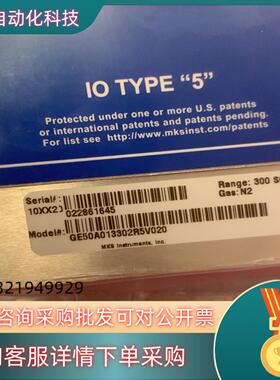 自动化科技
IO TYPE “5”
Protected under one or more U.S. patents
or international patents and patents pending.
For list see http://www.mksinst.com/patents
Serial#:
10XX23 022861645
Range: 300 S
Gas: N2
Model#: GE50A013302R5V020
MKS Instruments, Inc.
321949929
咨询采购批发可对公开票
询客服详情下单采购